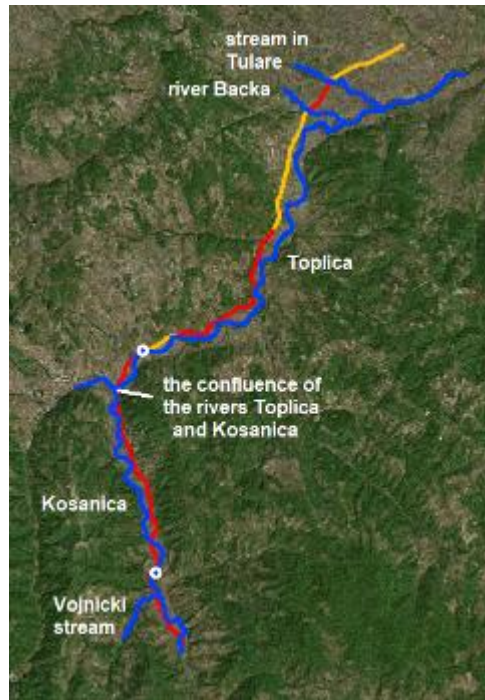 stream in
Tulare
river Backa
Toplica
the confluence of
the rivers Toplica
and Kosanica
Kosanica
Vojnicki
stream